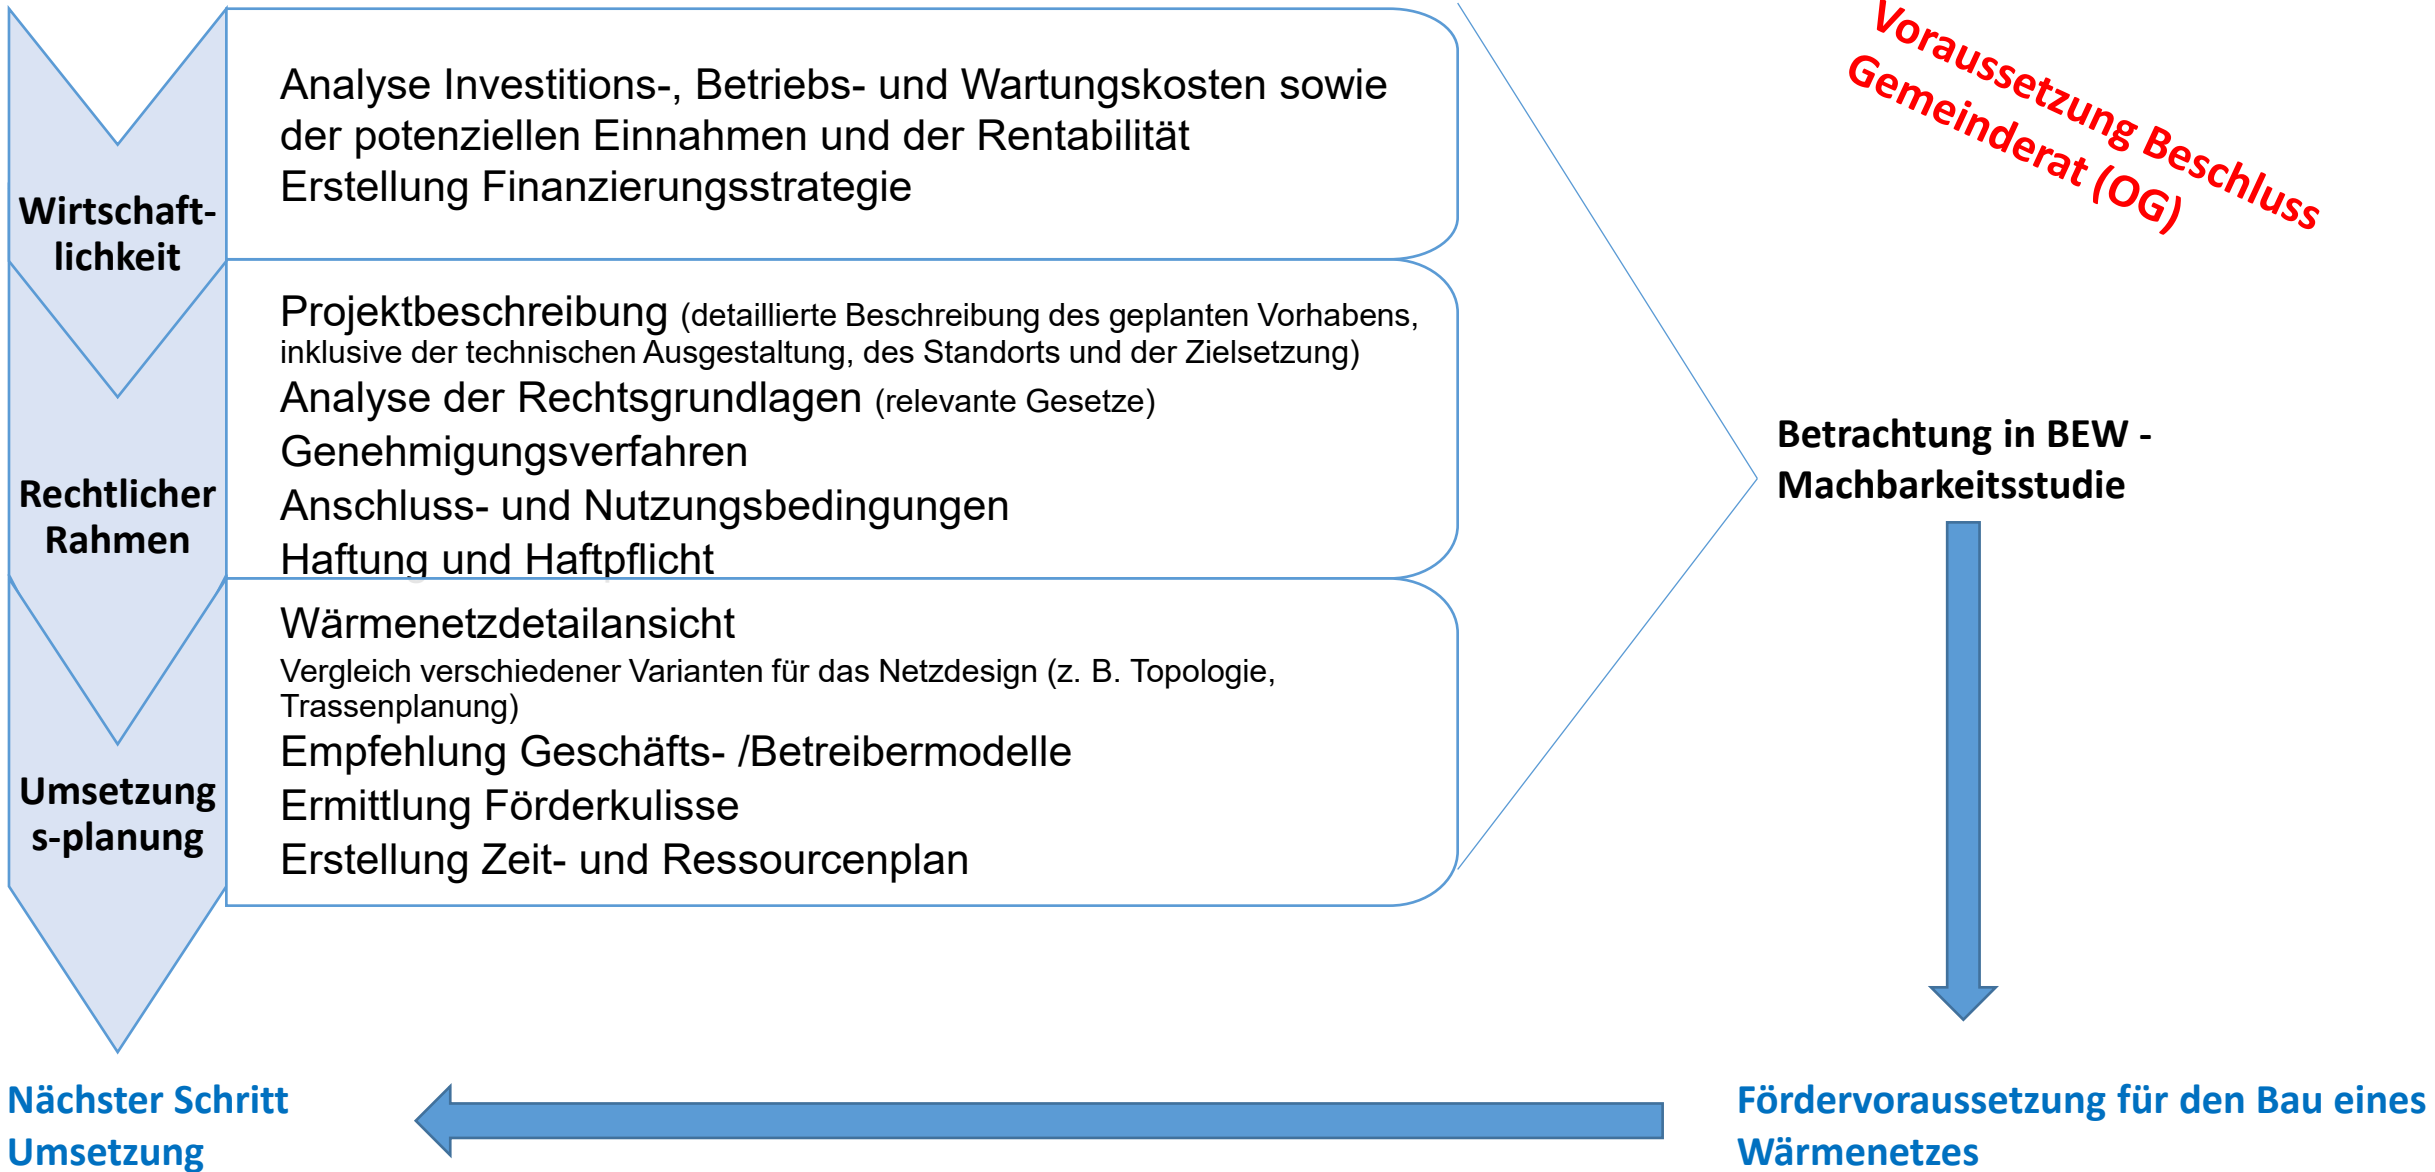 Voraussetzung Beschluss
Gemeinderat (OG)
Wirtschaft-
lichkeit
Analyse Investitions-, Betriebs- und Wartungskosten sowie
der potenziellen Einnahmen und der Rentabilität
Erstellung Finanzierungsstrategie
Rechtlicher
Rahmen
Projektbeschreibung (detaillierte Beschreibung des geplanten Vorhabens,
inklusive der technischen Ausgestaltung, des Standorts und der Zielsetzung)
Analyse der Rechtsgrundlagen (relevante Gesetze)
Genehmigungsverfahren
Anschluss- und Nutzungsbedingungen
Haftung und Haftpflicht
Umsetzung
s-planung
Wärmenetzdetailansicht
Vergleich verschiedener Varianten für das Netzdesign (z. B. Topologie,
Trassenplanung)
Empfehlung Geschäfts- /Betreibermodelle
Ermittlung Förderkulisse
Erstellung Zeit- und Ressourcenplan
Betrachtung in BEW -
Machbarkeitsstudie
Fördervoraussetzung für den Bau eines
Wärmenetzes
Nächster Schritt
Umsetzung